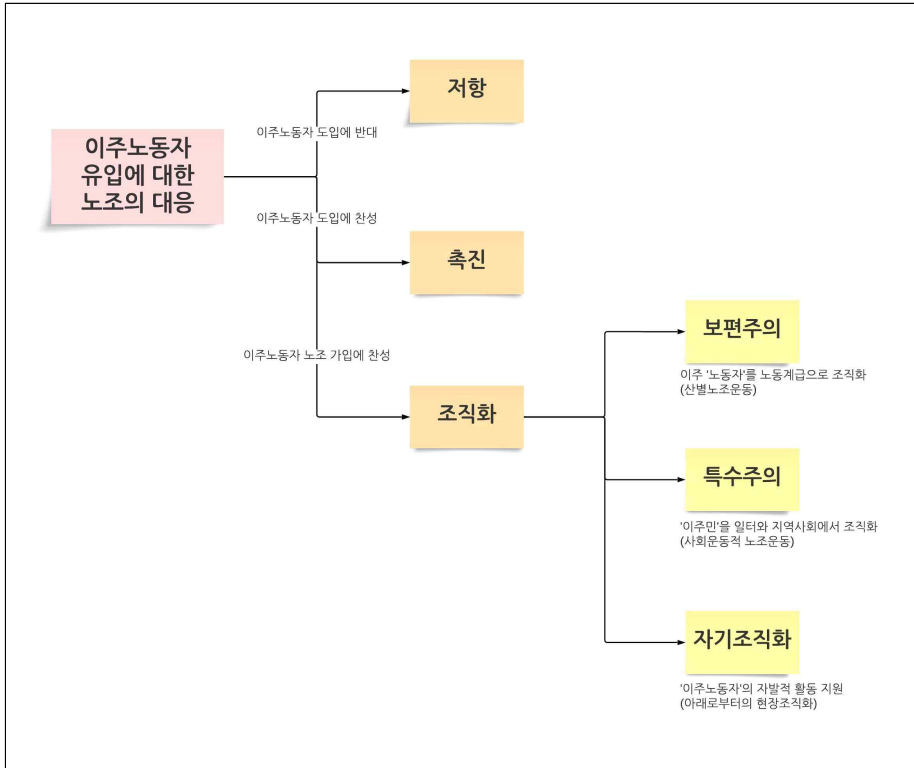 이주노동자
유입에 대한
노조의 대응
이주노동자 도입에 반대
저항
이주노동자 도입에 찬성
촉진
이주노동자 노조 가입에 찬성
조직화
보편주의
이주 '노동자'를 노동계급으로 조직화
(산별노조운동)
특수주의
'이주민'을 일터와 지역사회에서 조직화
(사회운동적 노조운동)
자기조직화
'이주노동자'의 자발적 활동 지원
(아래로부터의 현장조직화)